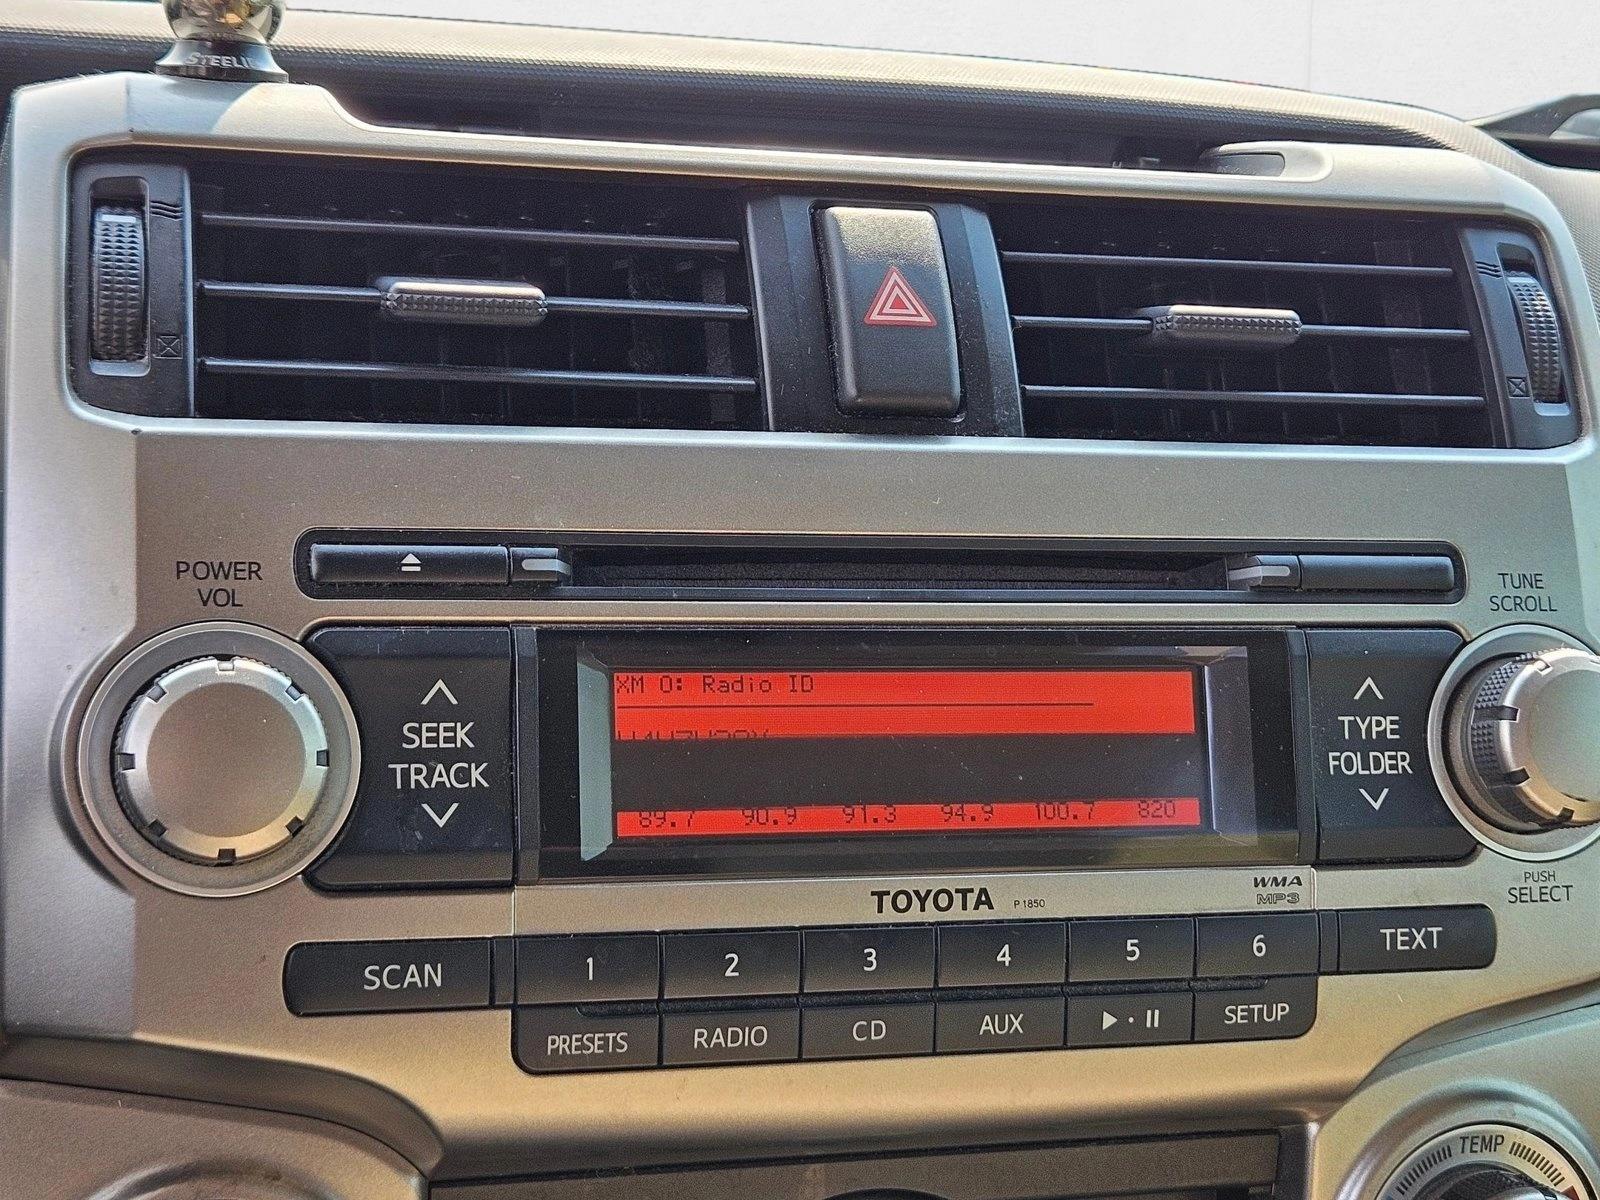 STEELIE
POWER
VOL
TUNE
SCROLL
SEEK
TRACK
XM 0: Radio ID
89.7 90.9 91.3 94.9 100.7 820
TYPE
FOLDER
PUSH
SELECT
TOYOTA P1850
WMA
MP3
SCAN 1 2 3 4 5 6 TEXT
PRESETS RADIO CD AUX SETUP
TEMP